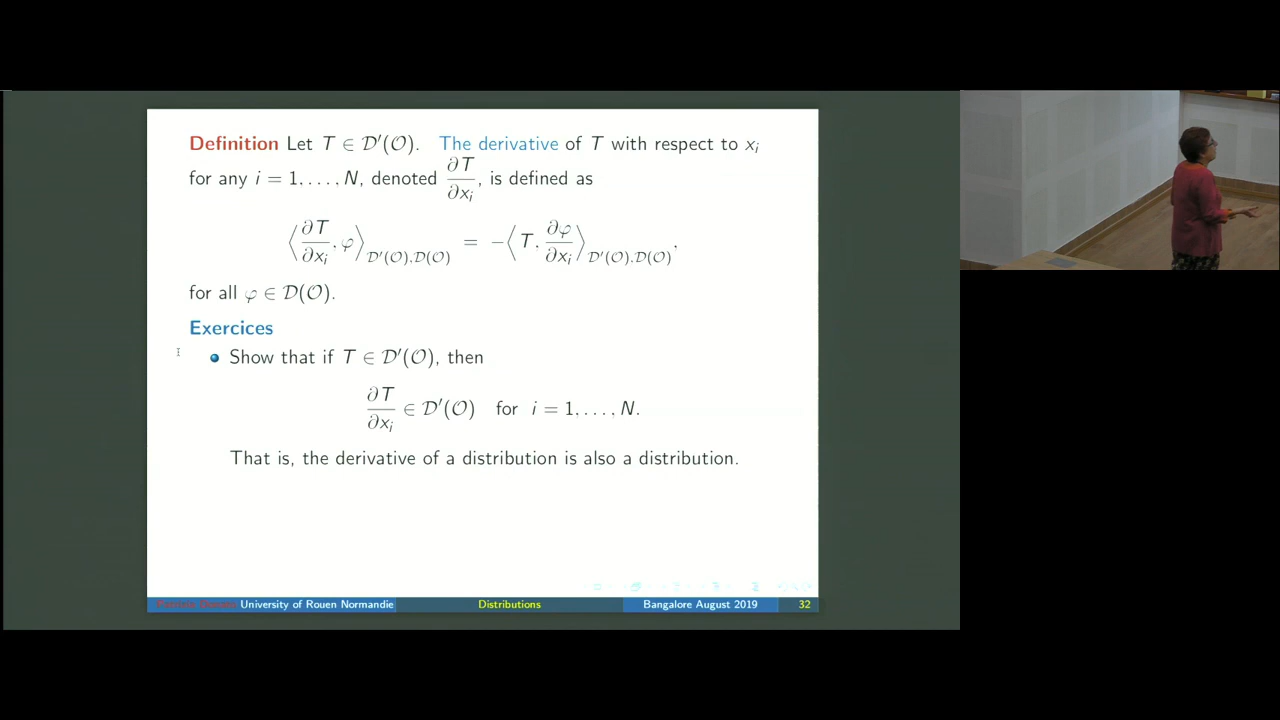 Definition Let T ∈ 𝒟′(𝒪). The derivative of T with respect to xᵢ
for any i = 1, . . . , N, denoted ∂T/∂xᵢ, is defined as
⟨∂T/∂xᵢ, φ⟩_𝒟′(𝒪),𝒟(𝒪) = −⟨T, ∂φ/∂xᵢ⟩_𝒟′(𝒪),𝒟(𝒪),
for all φ ∈ 𝒟(𝒪).
Exercices
Show that if T ∈ 𝒟′(𝒪), then
∂T/∂xᵢ ∈ 𝒟′(𝒪) for i = 1, . . . , N.
That is, the derivative of a distribution is also a distribution.
University of Rouen Normandie Distributions Bangalore August 2019 32